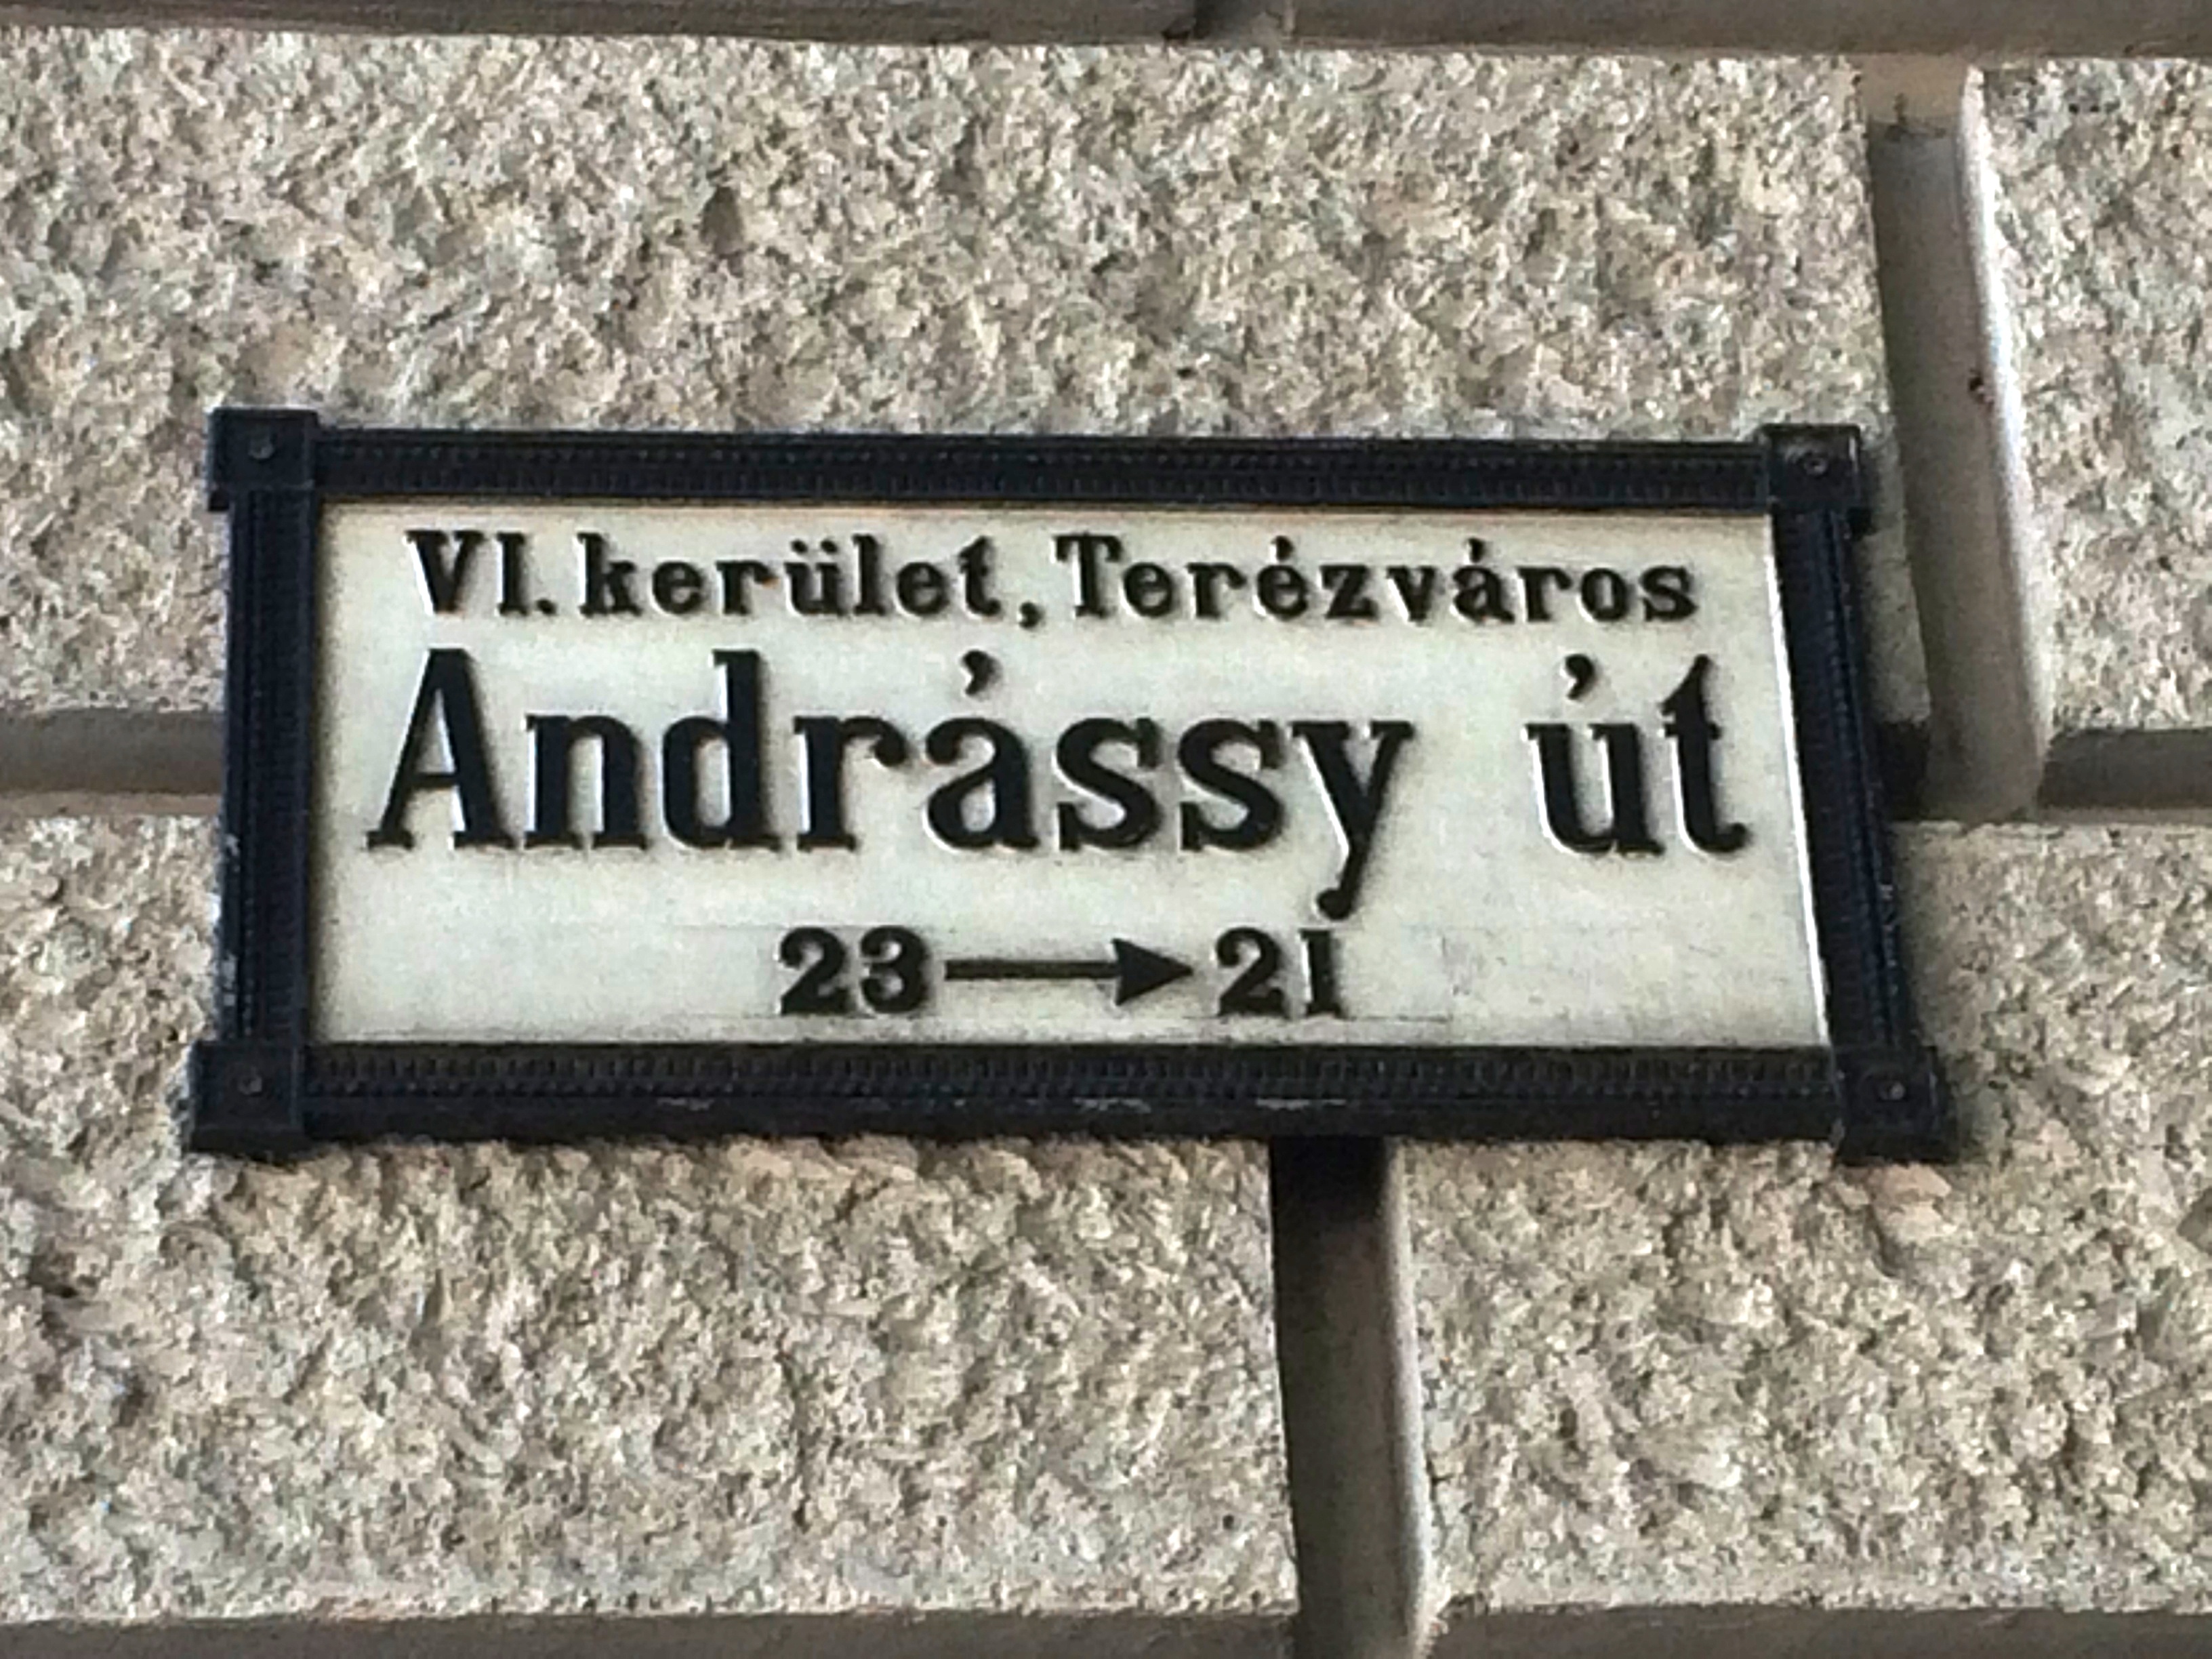 VI. kerület, Terézváros
Andrássy út
23→21